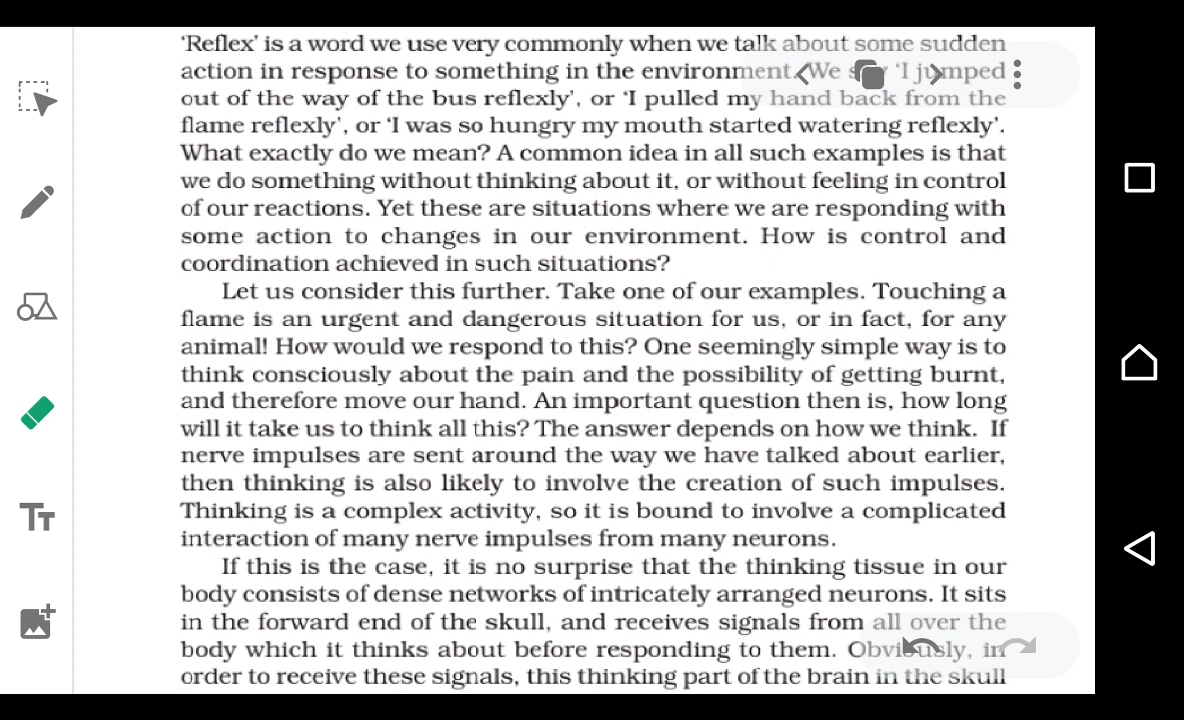 ‘Reflex’ is a word we use very commonly when we talk about some sudden
action in response to something in the environment. We ‘I jumped
out of the way of the bus reflexly’, or ‘I pulled my hand back from the
flame reflexly’, or ‘I was so hungry my mouth started watering reflexly’.
What exactly do we mean? A common idea in all such examples is that
we do something without thinking about it, or without feeling in control
of our reactions. Yet these are situations where we are responding with
some action to changes in our environment. How is control and
coordination achieved in such situations?
Let us consider this further. Take one of our examples. Touching a
flame is an urgent and dangerous situation for us, or in fact, for any
animal! How would we respond to this? One seemingly simple way is to
think consciously about the pain and the possibility of getting burnt,
and therefore move our hand. An important question then is, how long
will it take us to think all this? The answer depends on how we think. If
nerve impulses are sent around the way we have talked about earlier,
then thinking is also likely to involve the creation of such impulses.
Thinking is a complex activity, so it is bound to involve a complicated
interaction of many nerve impulses from many neurons.
If this is the case, it is no surprise that the thinking tissue in our
body consists of dense networks of intricately arranged neurons. It sits
in the forward end of the skull, and receives signals from all over the
body which it thinks about before responding to them. Obviously, in
order to receive these signals, this thinking part of the brain in the skull
TT